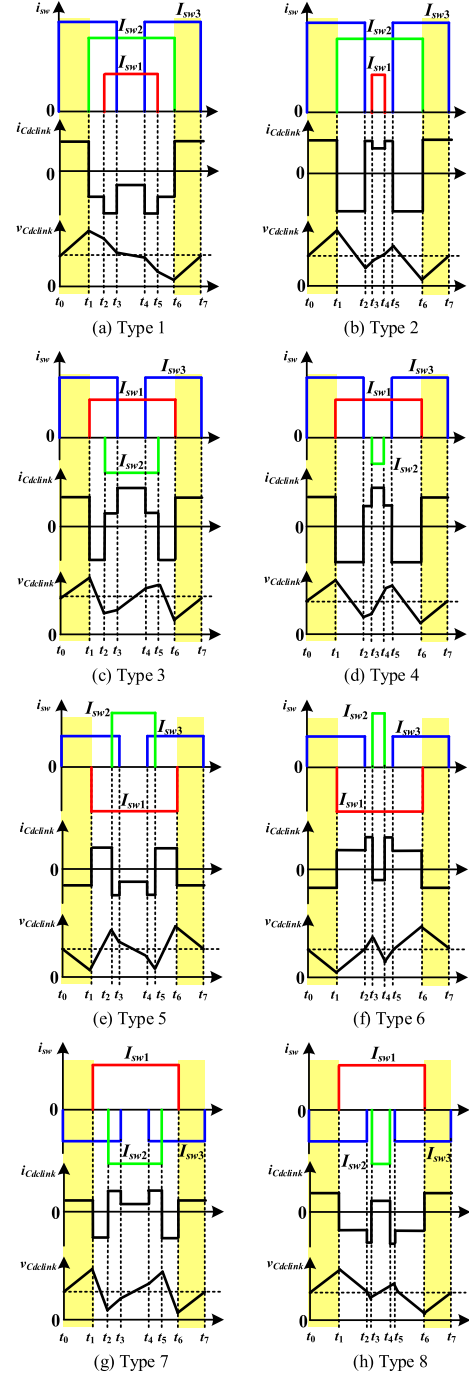 i_sw I_sw3
I_sw2
I_sw1
0
i_Cdclink
0
v_Cdclink
0
t_0 t_1 t_2 t_3 t_4 t_5 t_6 t_7
(a) Type 1
i_sw I_sw3
I_sw2
I_sw1
0
i_Cdclink
0
v_Cdclink
0
t_0 t_1 t_2 t_3 t_4 t_5 t_6 t_7
(b) Type 2
i_sw I_sw3
I_sw1
0
I_sw2
i_Cdclink
0
v_Cdclink
0
t_0 t_1 t_2 t_3 t_4 t_5 t_6 t_7
(c) Type 3
i_sw I_sw3
I_sw1
0
I_sw2
i_Cdclink
0
v_Cdclink
0
t_0 t_1 t_2 t_3 t_4 t_5 t_6 t_7
(d) Type 4
i_sw I_sw2
I_sw3
0
I_sw1
i_Cdclink
0
v_Cdclink
0
t_0 t_1 t_2 t_3 t_4 t_5 t_6 t_7
(e) Type 5
i_sw I_sw2
I_sw3
0
I_sw1
i_Cdclink
0
v_Cdclink
0
t_0 t_1 t_2 t_3 t_4 t_5 t_6 t_7
(f) Type 6
i_sw I_sw1
0
I_sw2 I_sw3
i_Cdclink
0
v_Cdclink
0
t_0 t_1 t_2 t_3 t_4 t_5 t_6 t_7
(g) Type 7
i_sw I_sw1
0
I_sw2 I_sw3
i_Cdclink
0
v_Cdclink
0
t_0 t_1 t_2 t_3 t_4 t_5 t_6 t_7
(h) Type 8